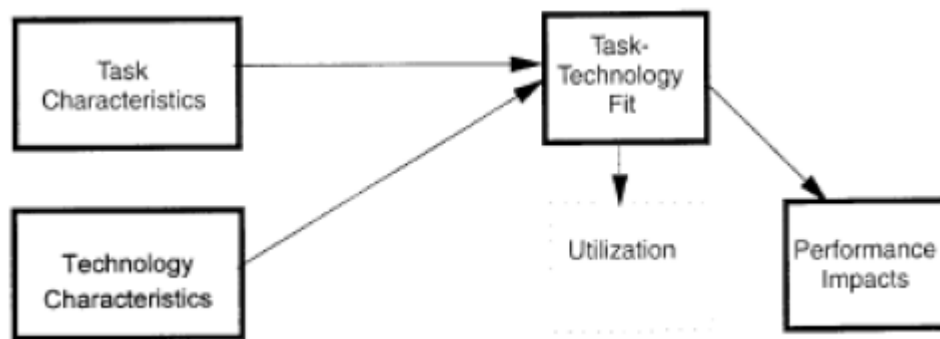 Task
Characteristics
Task-
Technology
Fit
Technology
Characteristics
Utilization
Performance
Impacts